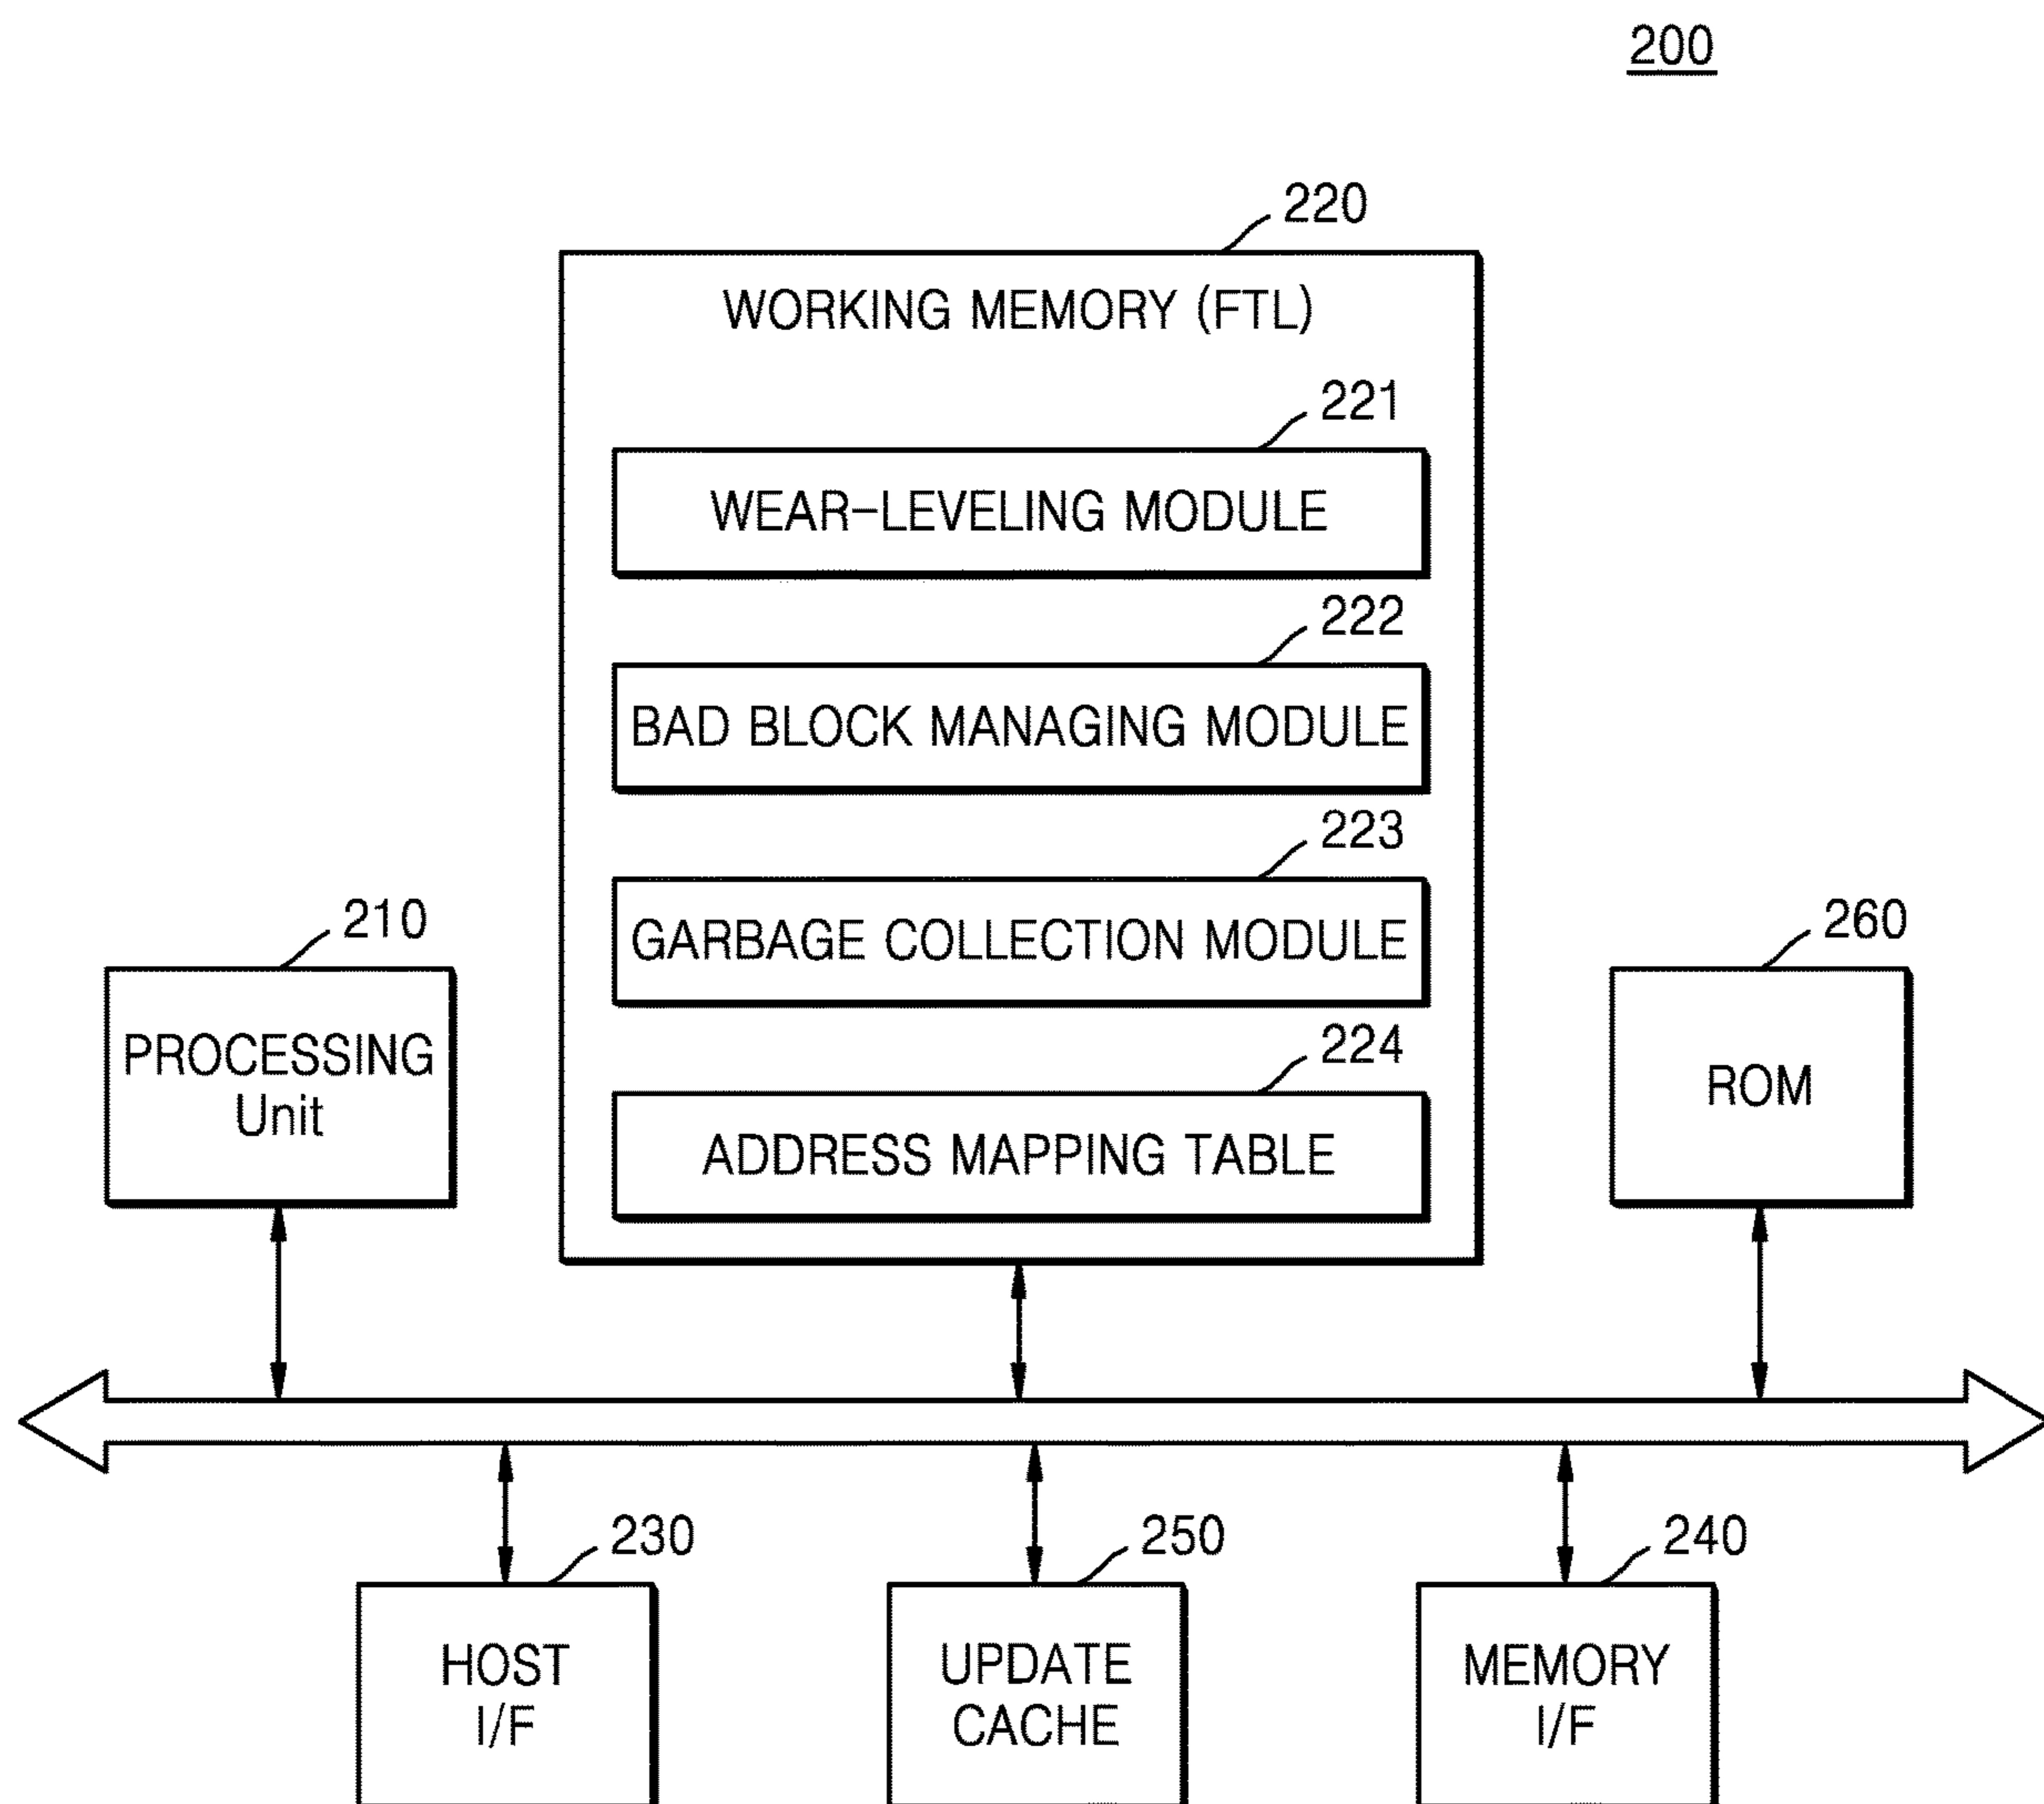 200
220
WORKING MEMORY (FTL)
221
WEAR-LEVELING MODULE
222
BAD BLOCK MANAGING MODULE
223
GARBAGE COLLECTION MODULE
224
ADDRESS MAPPING TABLE
210
PROCESSING
Unit
260
ROM
230
HOST
I/F
250
UPDATE
CACHE
240
MEMORY
I/F